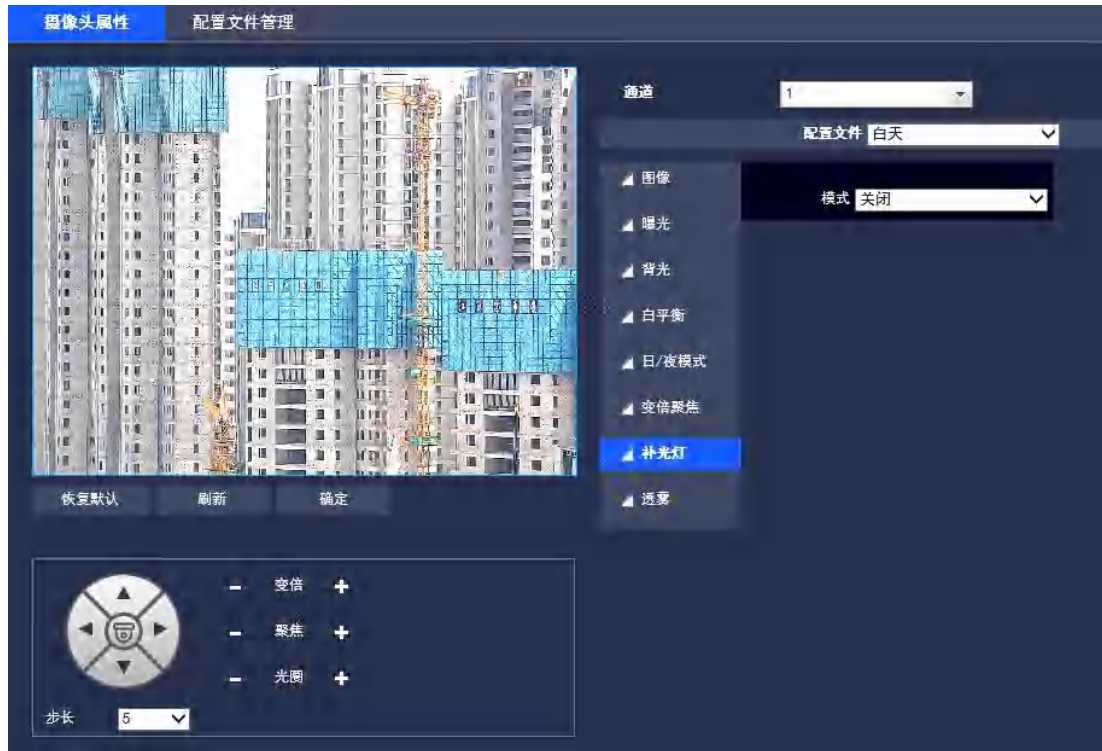 摄像头属性 配置文件管理
通道 1
配置文件 白天
图像
模式 关闭
曝光
背光
白平衡
日/夜模式
变倍聚焦
补光灯
透雾
恢复默认 刷新 确定
- 变倍 +
- 聚焦 +
- 光圈 +
步长 5